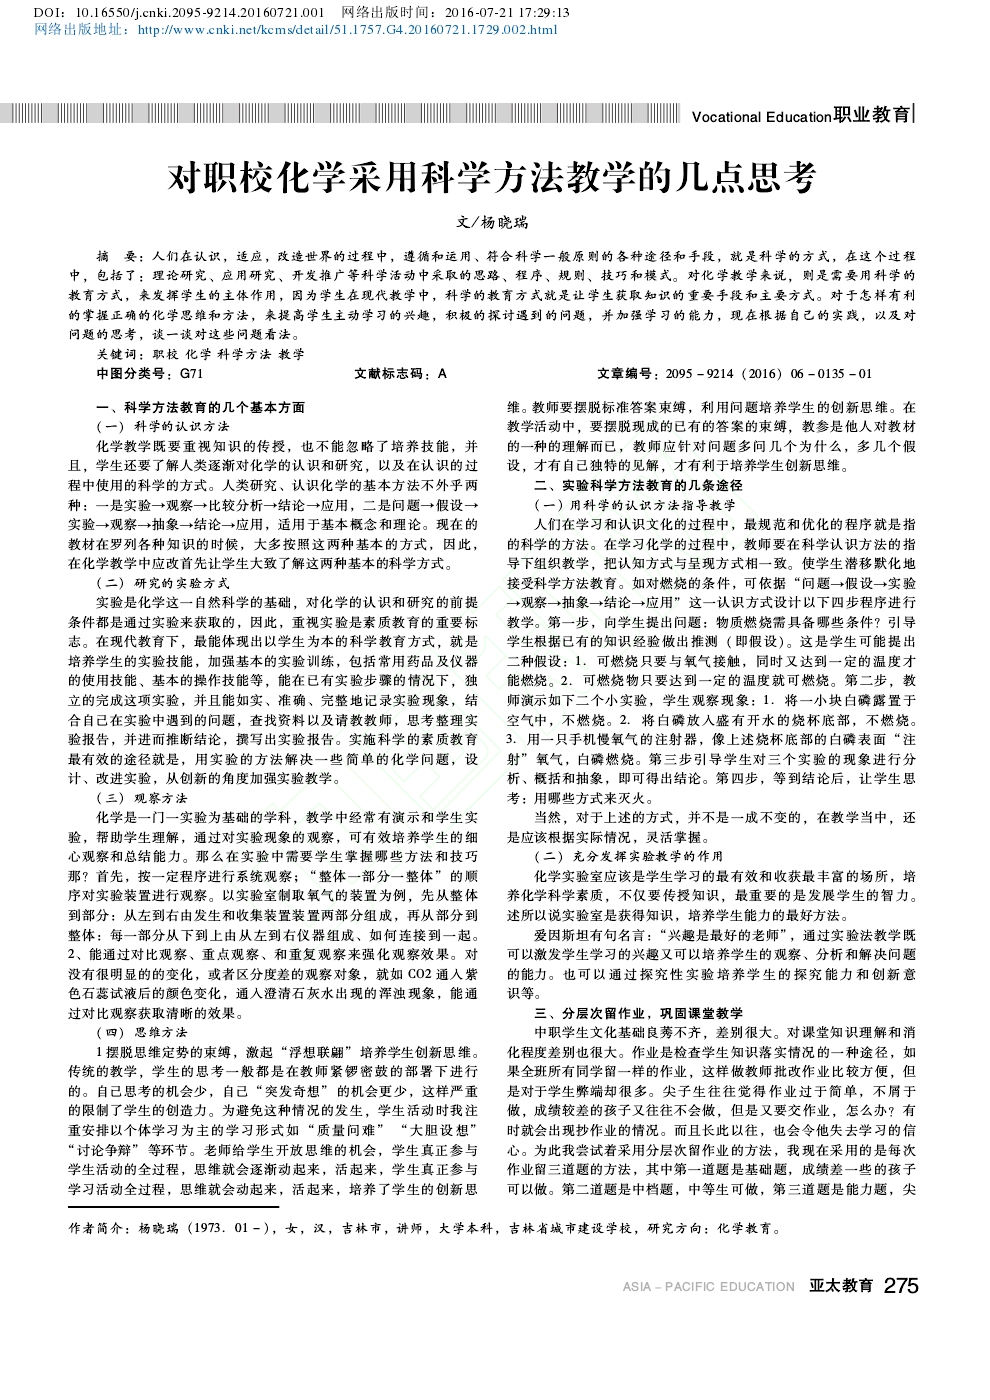 DOI：10.16550/j.cnki.2095-9214.20160721.001　网络出版时间：2016-07-21 17:29:13
网络出版地址：http://www.cnki.net/kcms/detail/51.1757.G4.20160721.1729.002.html
Vocational Education职业教育
对职校化学采用科学方法教学的几点思考
文/杨晓瑞
摘　要：人们在认识，适应，改造世界的过程中，遵循和运用、符合科学一般原则的各种途径和手段，就是科学的方式，在这个过程
中，包括了：理论研究、应用研究、开发推广等科学活动中采取的思路、程序、规则、技巧和模式。对化学教学来说，则是需要用科学的
教育方式，来发挥学生的主体作用，因为学生在现代教学中，科学的教育方式就是让学生获取知识的重要手段和主要方式。对于怎样有利
的掌握正确的化学思维和方法，来提高学生主动学习的兴趣，积极的探讨遇到的问题，并加强学习的能力，现在根据自己的实践，以及对
问题的思考，谈一谈对这些问题看法。
关键词：职校 化学 科学方法 教学
中图分类号：G71　　文献标志码：A　　文章编号：2095－9214（2016）06－0135－01
一、科学方法教育的几个基本方面
（一）科学的认识方法
化学教学既要重视知识的传授，也不能忽略了培养技能，并
且，学生还要了解人类逐渐对化学的认识和研究，以及在认识的过
程中使用的科学的方式。人类研究、认识化学的基本方法不外乎两
种：一是实验→观察→比较分析→结论→应用，二是问题→假设→
实验→观察→抽象→结论→应用，适用于基本概念和理论。现在的
教材在罗列各种知识的时候，大多按照这两种基本的方式，因此，
在化学教学中应改首先让学生大致了解这两种基本的科学方式。
（二）研究的实验方式
实验是化学这一自然科学的基础，对化学的认识和研究的前提
条件都是通过实验来获取的，因此，重视实验是素质教育的重要标
志。在现代教育下，最能体现出以学生为本的科学教育方式，就是
培养学生的实验技能，加强基本的实验训练，包括常用药品及仪器
的使用技能、基本的操作技能等，能在已有实验步骤的情况下，独
立的完成这项实验，并且能如实、准确、完整地记录实验现象，结
合自己在实验中遇到的问题，查找资料以及请教教师，思考整理实
验报告，并进而推断结论，撰写出实验报告。实施科学的素质教育
最有效的途径就是，用实验的方法解决一些简单的化学问题，设
计、改进实验，从创新的角度加强实验教学。
（三）观察方法
化学是一门一实验为基础的学科，教学中经常有演示和学生实
验，帮助学生理解，通过对实验现象的观察，可有效培养学生的细
心观察和总结能力。那么在实验中需要学生掌握哪些方法和技巧
那？首先，按一定程序进行系统观察；“整体一部分一整体”的顺
序对实验装置进行观察。以实验室制取氧气的装置为例，先从整体
到部分：从左到右由发生和收集装置装置两部分组成，再从部分到
整体：每一部分从下到上由从左到右仪器组成、如何连接到一起。
2、能通过对比观察、重点观察、和重复观察来强化观察效果。对
没有很明显的的变化，或者区分度差的观察对象，就如 CO2 通入紫
色石蕊试液后的颜色变化，通入澄清石灰水出现的浑浊现象，能通
过对比观察获取清晰的效果。
（四）思维方法
1 摆脱思维定势的束缚，激起“浮想联翩”培养学生创新思维。
传统的教学，学生的思考一般都是在教师紧锣密鼓的部署下进行
的。自己思考的机会少，自己“突发奇想”的机会更少，这样严重
的限制了学生的创造力。为避免这种情况的发生，学生活动时我注
重安排以个体学习为主的学习形式如“质量问难”“大胆设想”
“讨论争辩”等环节。老师给学生开放思维的机会，学生真正参与
学生活动的全过程，思维就会逐渐动起来，活起来，学生真正参与
学习活动全过程，思维就会动起来，活起来，培养了学生的创新思
维。教师要摆脱标准答案束缚，利用问题培养学生的创新思维。在
教学活动中，要摆脱现成的已有的答案的束缚，教参是他人对教材
的一种的理解而已，教师应针对问题多问几个为什么，多几个假
设，才有自己独特的见解，才有利于培养学生创新思维。
二、实验科学方法教育的几条途径
（一）用科学的认识方法指导教学
人们在学习和认识文化的过程中，最规范和优化的程序就是指
的科学的方法。在学习化学的过程中，教师要在科学认识方法的指
导下组织教学，把认知方式与呈现方式相一致。使学生潜移默化地
接受科学方法教育。如对燃烧的条件，可依据“问题→假设→实验
→观察→抽象→结论→应用”这一认识方式设计以下四步程序进行
教学。第一步，向学生提出问题：物质燃烧需具备哪些条件？引导
学生根据已有的知识经验做出推测（即假设）。这是学生可能提出
二种假设：1．可燃烧只要与氧气接触，同时又达到一定的温度才
能燃烧。2．可燃烧物只要达到一定的温度就可燃烧。第二步，教
师演示如下二个小实验，学生观察现象：1．将一小块白磷露置于
空气中，不燃烧。2．将白磷放入盛有开水的烧杯底部，不燃烧。
3．用一只手机慢氧气的注射器，像上述烧杯底部的白磷表面“注
射”氧气，白磷燃烧。第三步引导学生对三个实验的现象进行分
析、概括和抽象，即可得出结论。第四步，等到结论后，让学生思
考：用哪些方式来灭火。
当然，对于上述的方式，并不是一成不变的，在教学当中，还
是应该根据实际情况，灵活掌握。
（二）充分发挥实验教学的作用
化学实验室应该是学生学习的最有效和收获最丰富的场所，培
养化学科学素质，不仅要传授知识，最重要的是发展学生的智力。
述所以说实验室是获得知识，培养学生能力的最好方法。
爱因斯坦有句名言：“兴趣是最好的老师”，通过实验法教学既
可以激发学生学习的兴趣又可以培养学生的观察、分析和解决问题
的能力。也可以通过探究性实验培养学生的探究能力和创新意
识等。
三、分层次留作业，巩固课堂教学
中职学生文化基础良莠不齐，差别很大。对课堂知识理解和消
化程度差别也很大。作业是检查学生知识落实情况的一种途径，如
果全班所有同学留一样的作业，这样做教师批改作业比较方便，但
是对于学生弊端却很多。尖子生往往觉得作业过于简单，不屑于
做，成绩较差的孩子又往往不会做，但是又要交作业，怎么办？有
时就会出现抄作业的情况。而且长此以往，也会令他失去学习的信
心。为此我尝试着采用分层次留作业的方法，我现在采用的是每次
作业留三道题的方法，其中第一道题是基础题，成绩差一些的孩子
可以做。第二道题是中档题，中等生可做，第三道题是能力题，尖
作者简介：杨晓瑞（1973．01－），女，汉，吉林市，讲师，大学本科，吉林省城市建设学校，研究方向：化学教育。
ASIA－PACIFIC EDUCATION 亚太教育 275